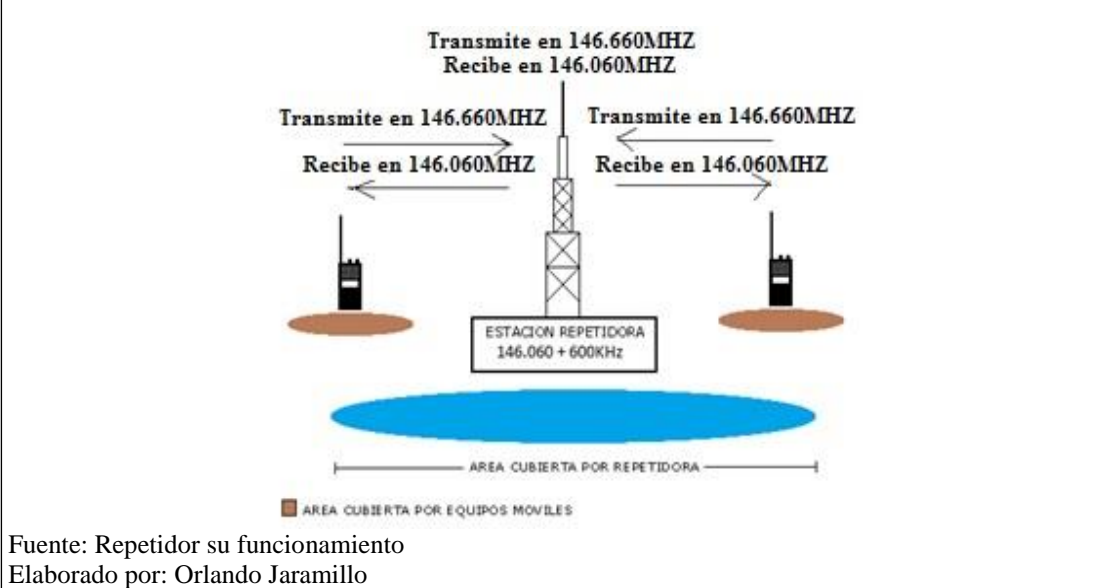 Transmite en 146.660MHZ
Recibe en 146.060MHZ
Transmite en 146.660MHZ
Transmite en 146.660MHZ
Recibe en 146.060MHZ
Recibe en 146.060MHZ
ESTACION REPETIDORA
146.060 + 600KHz
AREA CUBIERTA POR REPETIDORA
AREA CUBIERTA POR EQUIPOS MOVILES
Fuente: Repetidor su funcionamiento
Elaborado por: Orlando Jaramillo